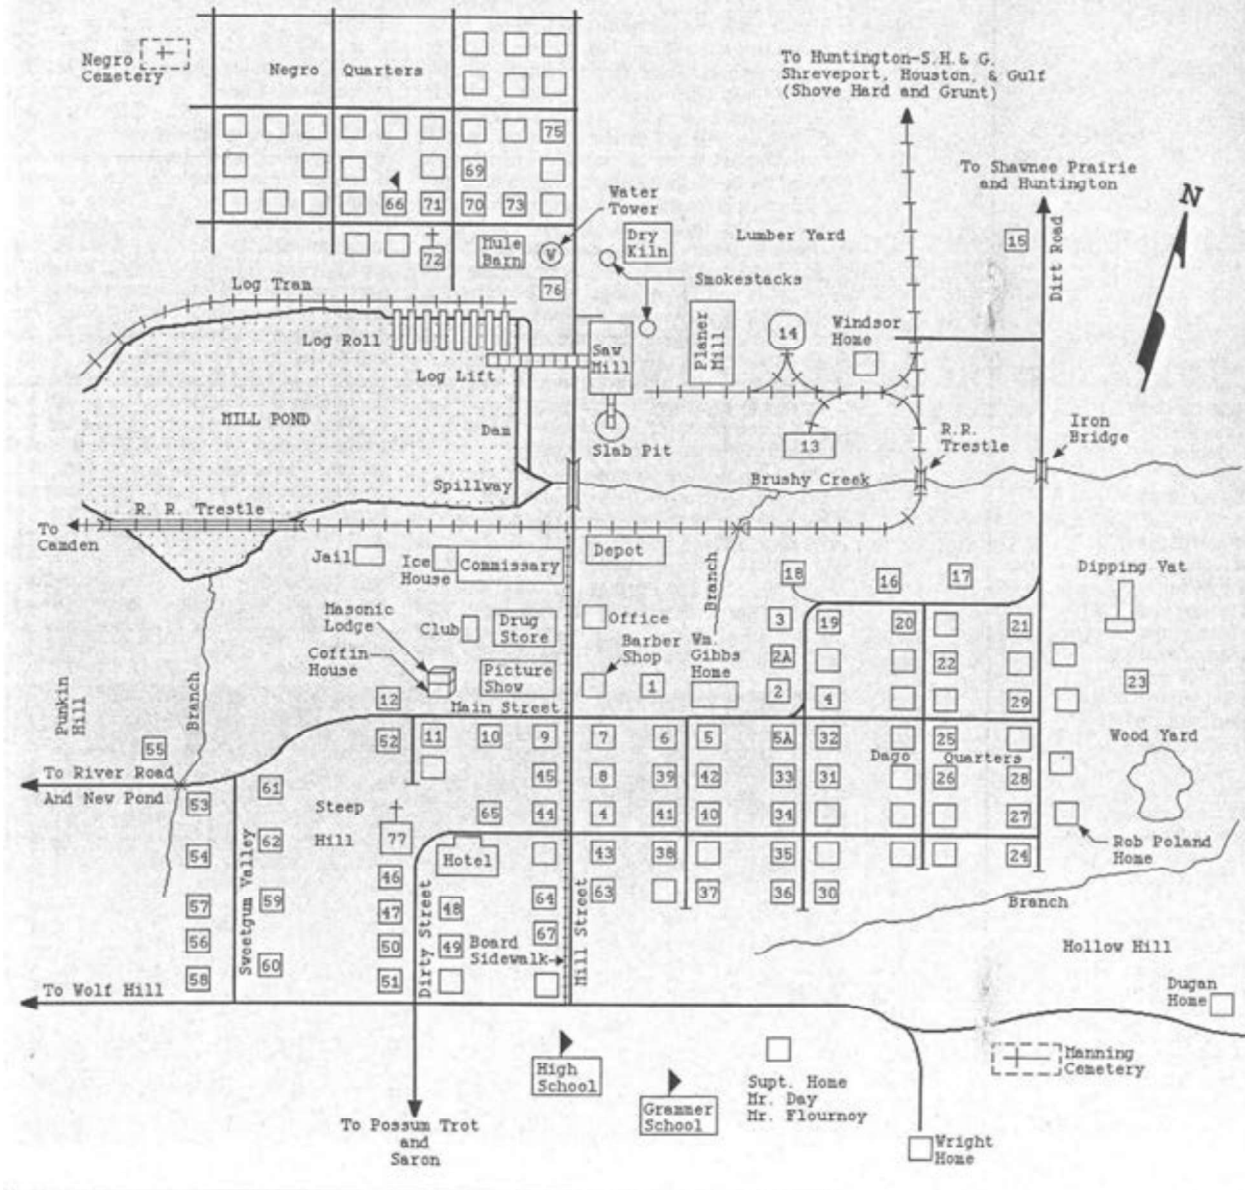 Negro
Cemetery
Negro Quarters
To Huntington-S.H.& G.
Shreveport, Houston, & Gulf
(Shove Hard and Grunt)
75
69
66
71
70
73
To Shawnee Prairie
and Huntington
N
Water
Tower
72
Mule
Barn
W
Dry
Kiln
Lumber Yard
15
Dirt Road
76
Smokestacks
Log Tram
Log Roll
Log Lift
Saw
Mill
Planer
Mill
14
Windsor
Home
MILL POND
Dam
Slab Pit
13
R.R.
Trestle
Iron
Bridge
Spillway
Brushy Creek
R. R. Trestle
To
Camden
Jail
Ice
House
Commissary
Depot
Branch
18
16
17
Dipping Vat
Masonic
Lodge
Coffin
House
Club
Drug
Store
Office
Barber
Shop
Wm.
Gibbs
Home
3
19
20
21
2A
22
23
Picture
Show
1
2
4
29
Punkin
Hill
Branch
12
Main Street
52
11
10
9
7
6
5
5A
32
Dago Quarters
25
Wood Yard
55
To River Road
And New Pond
45
8
39
42
33
31
26
28
53
61
Steep
Hill
65
44
4
41
40
34
27
77
54
62
Sweetgum Valley
Hotel
43
38
35
24
Rob Poland
Home
46
57
59
47
Dirty Street
48
64
63
37
36
30
Branch
56
50
49
Board
Sidewalk
67
Hill Street
58
60
51
Hollow Hill
To Wolf Hill
Dugan
Home
High
School
Grammer
School
Supt. Home
Mr. Day
Mr. Flournoy
Manning
Cemetery
To Possum Trot
and
Saron
Wright
Home